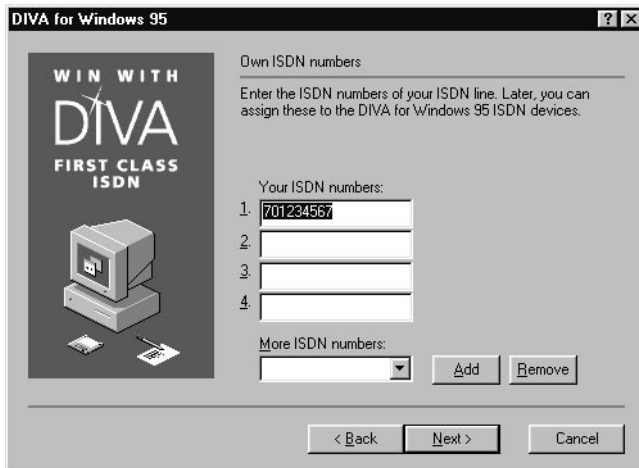 DIVA for Windows 95
WIN WITH
DIVA
FIRST CLASS
ISDN
Own ISDN numbers
Enter the ISDN numbers of your ISDN line. Later, you can
assign these to the DIVA for Windows 95 ISDN devices.
Your ISDN numbers:
1. 701234567
2.
3.
4.
More ISDN numbers:
Add Remove
< Back Next > Cancel